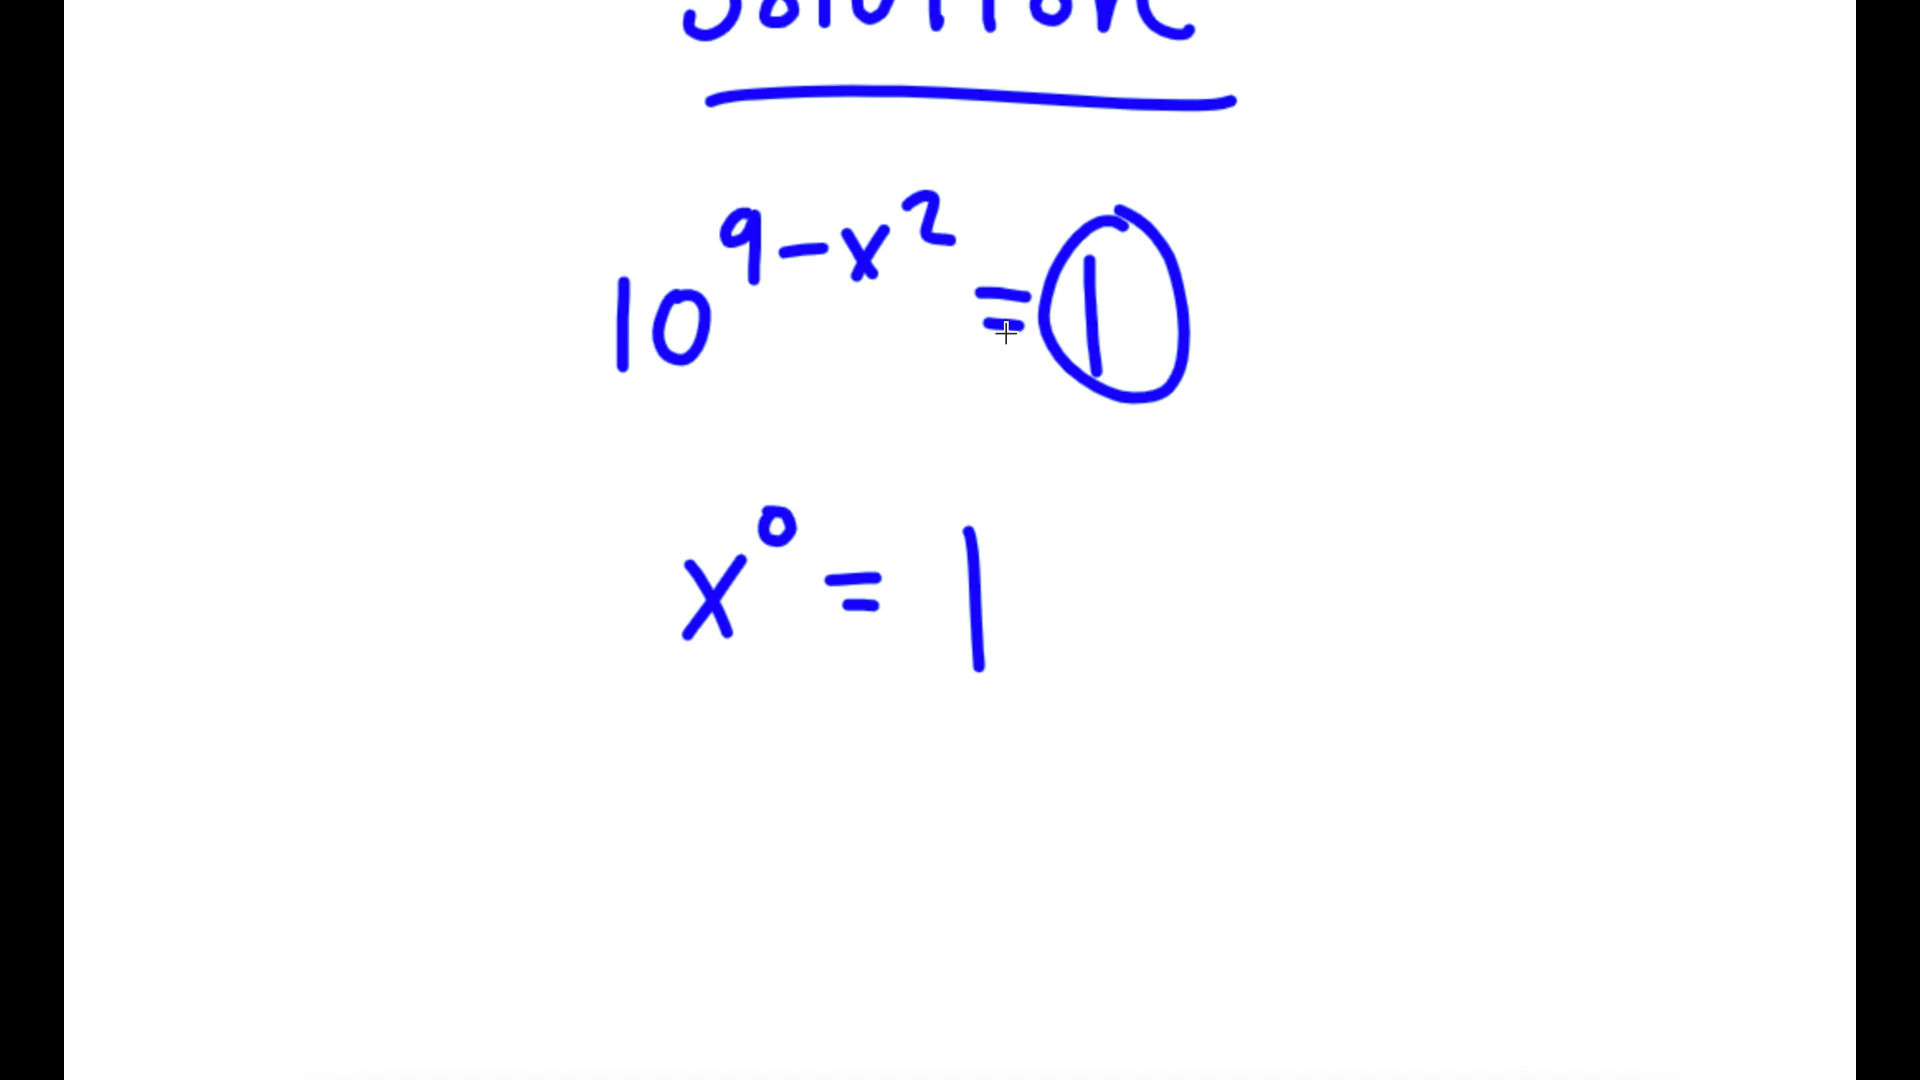 10^{9-x^2} = 1
x^0 = 1